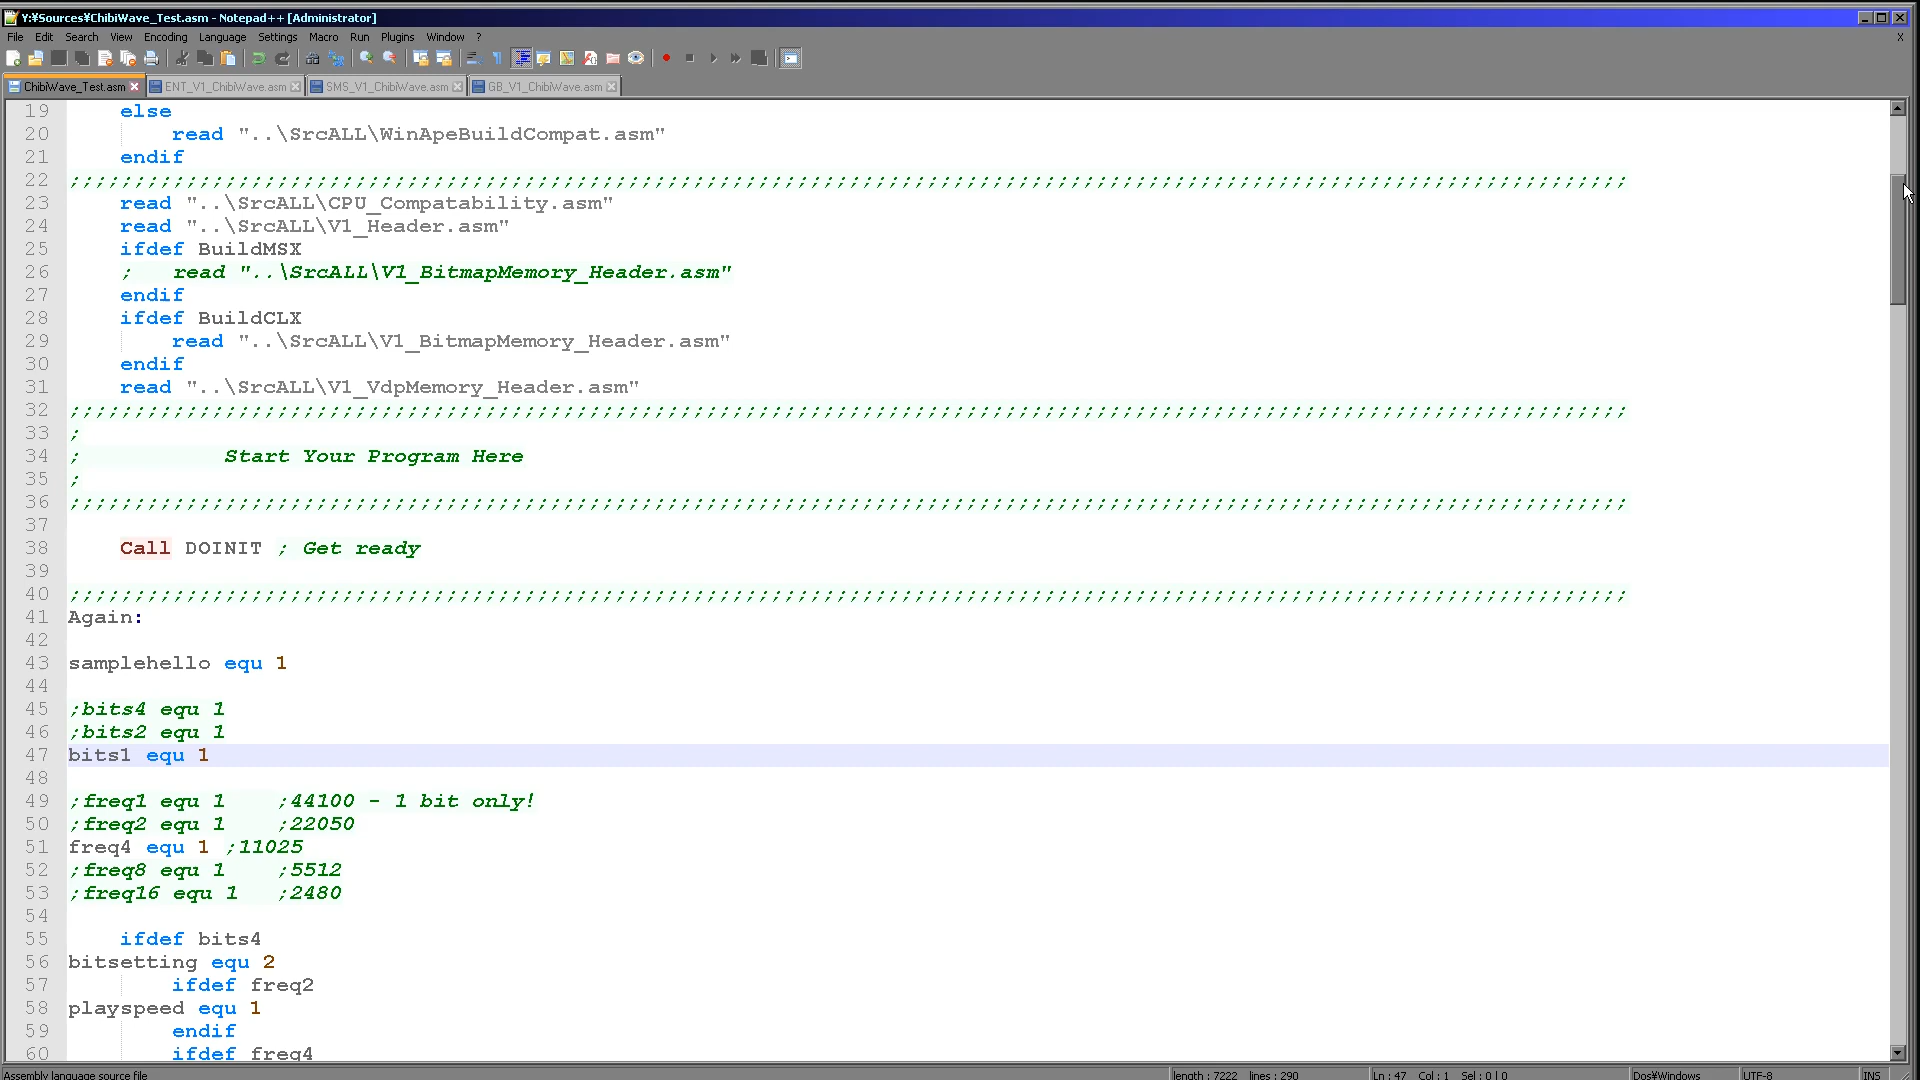 Y:¥Sources¥ChibiWave_Test.asm - Notepad++ [Administrator]
File Edit Search View Encoding Language Settings Macro Run Plugins Window ? X
ChibiWave_Test.asm ENT_V1_ChibiWave.asm SMS_V1_ChibiWave.asm GB_V1_ChibiWave.asm
19 else
20 read "..\SrcALL\WinApeBuildCompat.asm"
21 endif
22 ;;;;;;;;;;;;;;;;;;;;;;;;;;;;;;;;;;;;;;;;;;;;;;;;;;;;;;;;;;;;;;;;;;;;;;;;;;;;;;;;;;;;;;;;;;;;;;;;;;;;;;;;;;;;;;;;;;;;;;;;
23 read "..\SrcALL\CPU_Compatability.asm"
24 read "..\SrcALL\V1_Header.asm"
25 ifdef BuildMSX
26 ; read "..\SrcALL\V1_BitmapMemory_Header.asm"
27 endif
28 ifdef BuildCLX
29 read "..\SrcALL\V1_BitmapMemory_Header.asm"
30 endif
31 read "..\SrcALL\V1_VdpMemory_Header.asm"
32 ;;;;;;;;;;;;;;;;;;;;;;;;;;;;;;;;;;;;;;;;;;;;;;;;;;;;;;;;;;;;;;;;;;;;;;;;;;;;;;;;;;;;;;;;;;;;;;;;;;;;;;;;;;;;;;;;;;;;;;;;
33 ;
34 ; Start Your Program Here
35 ;
36 ;;;;;;;;;;;;;;;;;;;;;;;;;;;;;;;;;;;;;;;;;;;;;;;;;;;;;;;;;;;;;;;;;;;;;;;;;;;;;;;;;;;;;;;;;;;;;;;;;;;;;;;;;;;;;;;;;;;;;;;;
37
38 Call DOINIT ; Get ready
39
40 ;;;;;;;;;;;;;;;;;;;;;;;;;;;;;;;;;;;;;;;;;;;;;;;;;;;;;;;;;;;;;;;;;;;;;;;;;;;;;;;;;;;;;;;;;;;;;;;;;;;;;;;;;;;;;;;;;;;;;;;;
41 Again:
42
43 samplehello equ 1
44
45 ;bits4 equ 1
46 ;bits2 equ 1
47 bits1 equ 1
48
49 ;freq1 equ 1 ;44100 - 1 bit only!
50 ;freq2 equ 1 ;22050
51 freq4 equ 1 ;11025
52 ;freq8 equ 1 ;5512
53 ;freq16 equ 1 ;2480
54
55 ifdef bits4
56 bitsetting equ 2
57 ifdef freq2
58 playspeed equ 1
59 endif
60 ifdef freq4
Assembly language source file length : 7222 lines : 290 Ln : 47 Col : 1 Sel : 0 | 0 Dos¥Windows UTF-8 INS